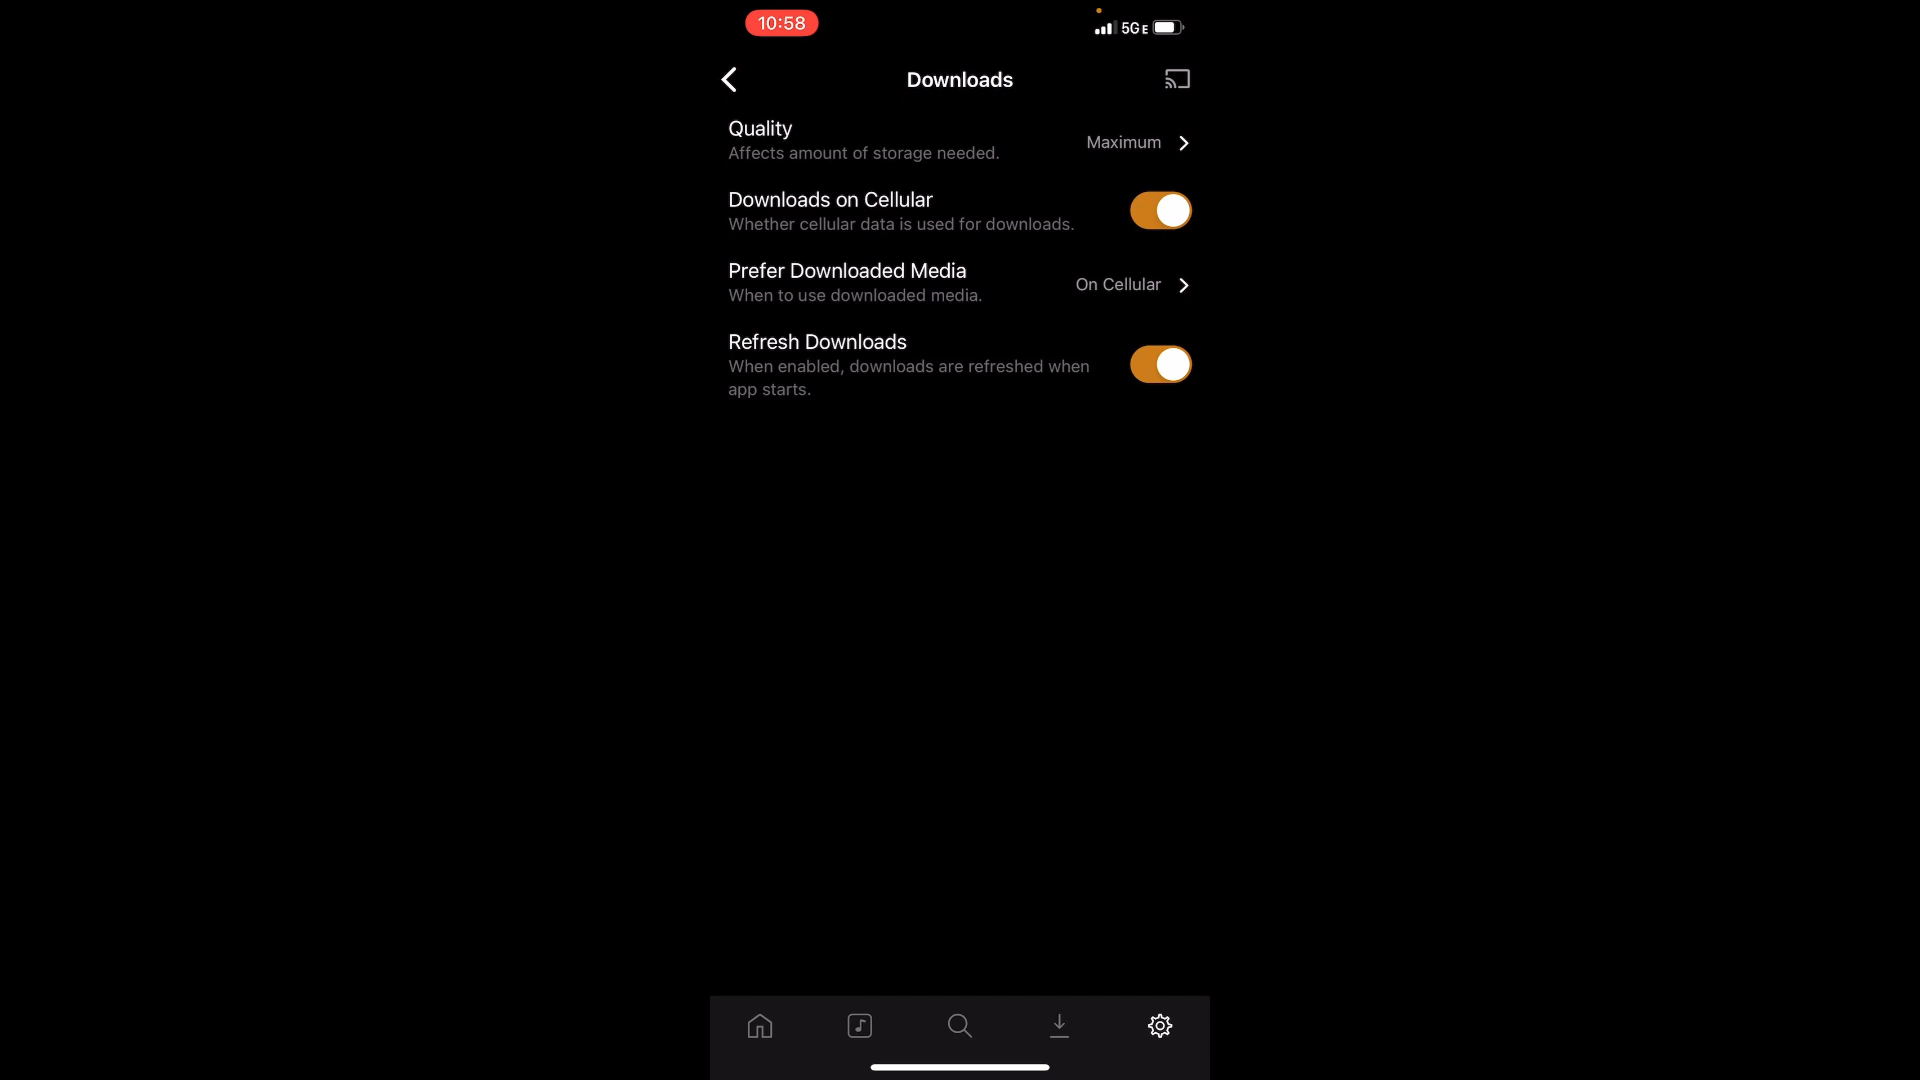 10:58
5GE
Downloads
Quality
Affects amount of storage needed.
Maximum
Downloads on Cellular
Whether cellular data is used for downloads.
Prefer Downloaded Media
When to use downloaded media.
On Cellular
Refresh Downloads
When enabled, downloads are refreshed when
app starts.